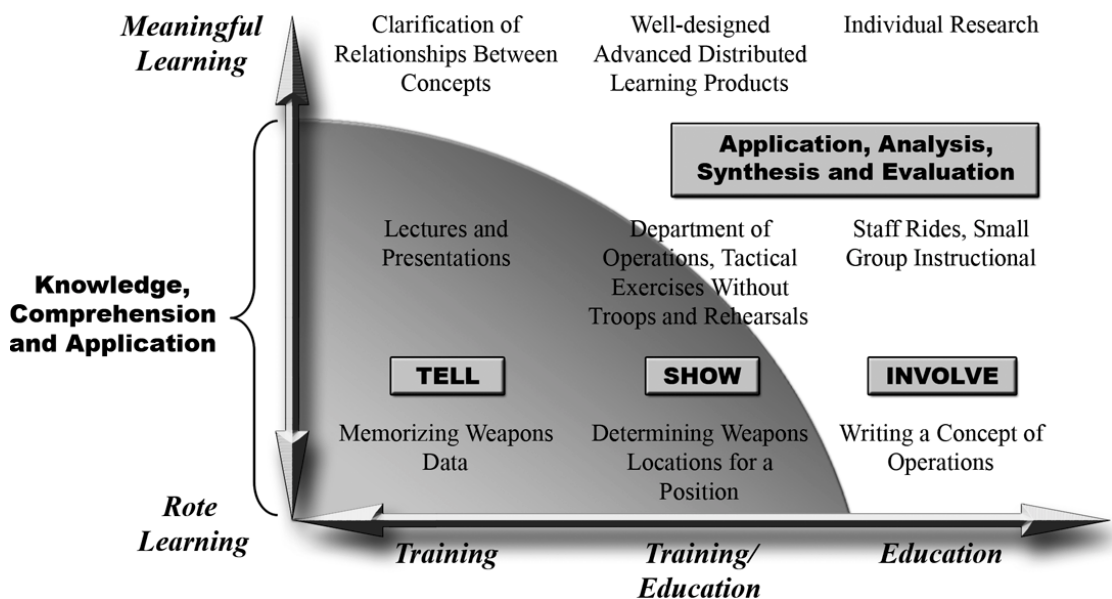 Meaningful
Learning
Clarification of
Relationships Between
Concepts
Well-designed
Advanced Distributed
Learning Products
Individual Research
Application, Analysis,
Synthesis and Evaluation
Lectures and
Presentations
Department of
Operations, Tactical
Exercises Without
Troops and Rehearsals
Staff Rides, Small
Group Instructional
Knowledge,
Comprehension
and Application
TELL
SHOW
INVOLVE
Memorizing Weapons
Data
Determining Weapons
Locations for a
Position
Writing a Concept of
Operations
Rote
Learning
Training
Training/
Education
Education